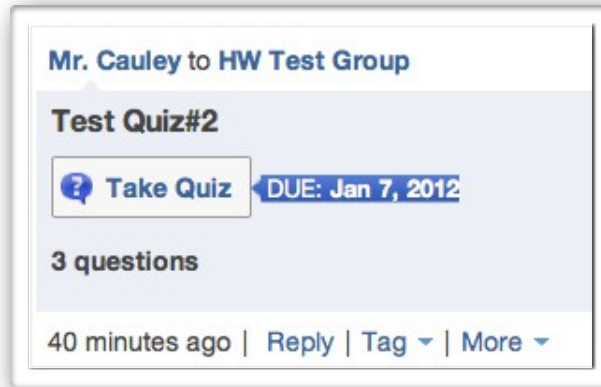 Mr. Cauley to HW Test Group
Test Quiz#2
Take Quiz DUE: Jan 7, 2012
3 questions
40 minutes ago | Reply | Tag | More